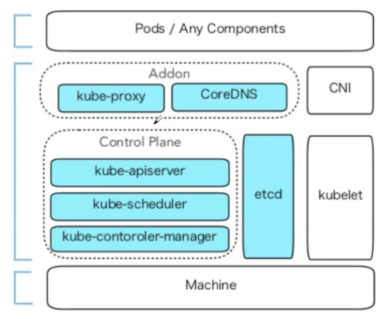 Pods / Any Components
Addon
kube-proxy
CoreDNS
CNI
Control Plane
kube-apiserver
kube-scheduler
kube-contoroler-manager
etcd
kubelet
Machine